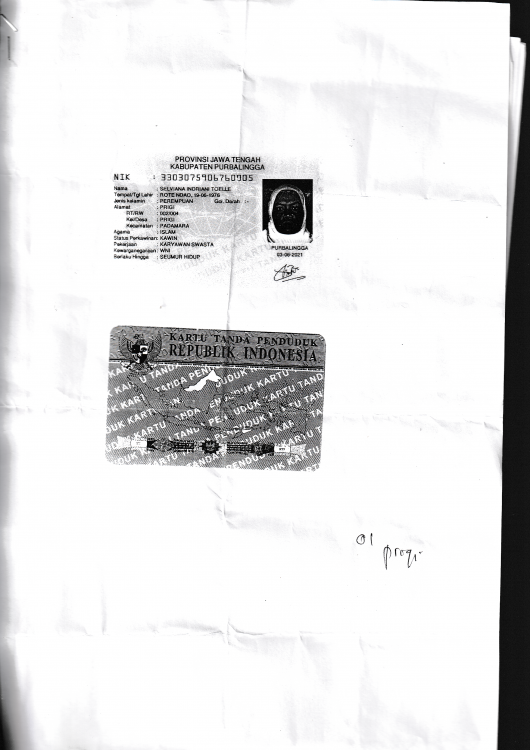 PROVINSI JAWA TENGAH
KABUPATEN PURBALINGGA
NIK : 3303075906760905
Nama : SELVIANA INDRIANI TOELLE
Tempat/Tgl Lahir : ROTE NDAO, 19-06-1976
Jenis kelamin : PEREMPUAN Gol. Darah : -
Alamat : PRIGI
RT/RW : 002/004
Kel/Desa : PRIGI
Kecamatan : PADAMARA
Agama : ISLAM
Status Perkawinan: KAWIN
Pekerjaan : KARYAWAN SWASTA
Kewarganegaraan: WNI
Berlaku Hingga : SEUMUR HIDUP
PURBALINGGA
03-08-2021
KARTU TANDA PENDUDUK
REPUBLIK INDONESIA
01
prigi